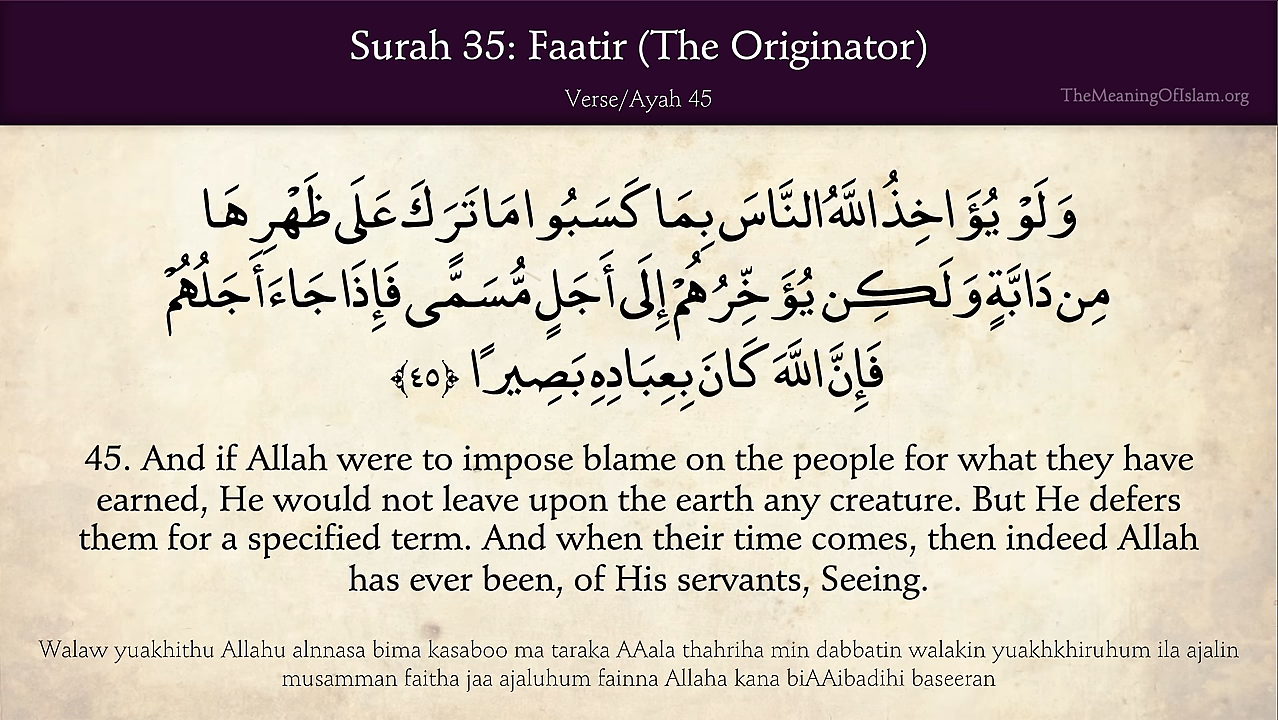 Surah 35: Faatir (The Originator)
Verse/Ayah 45
TheMeaningOfIslam.org
وَلَوْ يُؤَاخِذُ اللَّهُ النَّاسَ بِمَا كَسَبُوا مَا تَرَكَ عَلَى ظَهْرِهَا
مِن دَابَّةٍ وَلَكِن يُؤَخِّرُهُمْ إِلَى أَجَلٍ مُّسَمًّى فَإِذَا جَاءَ أَجَلُهُمْ
فَإِنَّ اللَّهَ كَانَ بِعِبَادِهِ بَصِيرًا ﴿٤٥﴾
45. And if Allah were to impose blame on the people for what they have
earned, He would not leave upon the earth any creature. But He defers
them for a specified term. And when their time comes, then indeed Allah
has ever been, of His servants, Seeing.
Walaw yuakhithu Allahu alnnasa bima kasaboo ma taraka AAala thahriha min dabbatin walakin yuakhkhiruhum ila ajalin
musamman faitha jaa ajaluhum fainna Allaha kana biAAibadihi baseeran